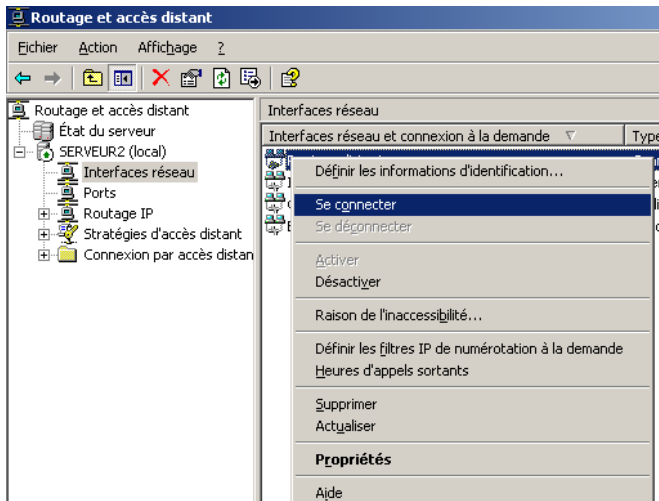 Routage et accès distant
Fichier Action Affichage ?
Routage et accès distant
État du serveur
SERVEUR2 (local)
Interfaces réseau
Ports
Routage IP
Stratégies d'accès distant
Connexion par accès distan
Interfaces réseau
Interfaces réseau et connexion à la demande Type
Définir les informations d'identification...
Se connecter
Se déconnecter
Activer
Désactiver
Raison de l'inaccessibilité...
Définir les filtres IP de numérotation à la demande
Heures d'appels sortants
Supprimer
Actualiser
Propriétés
Aide